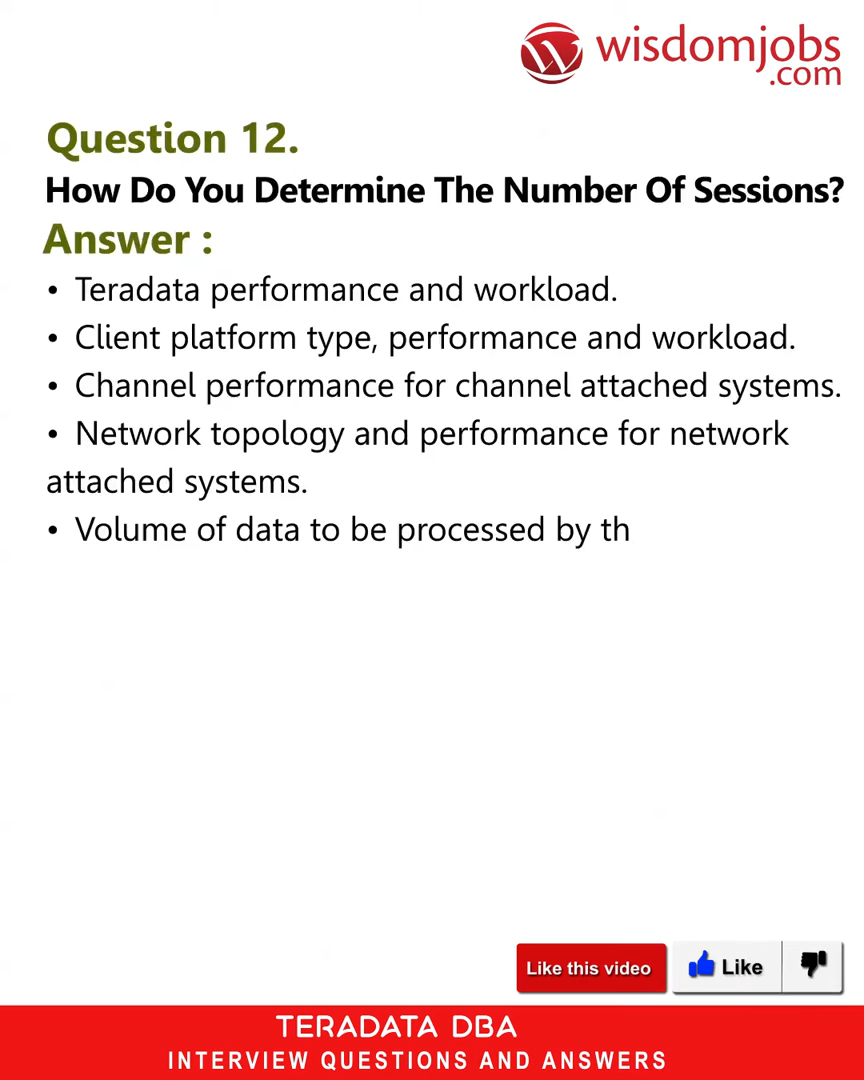 wisdomjobs
.com
Question 12.
How Do You Determine The Number Of Sessions?
Answer :
• Teradata performance and workload.
• Client platform type, performance and workload.
• Channel performance for channel attached systems.
• Network topology and performance for network
attached systems.
• Volume of data to be processed by th
Like this video
Like
TERADATA DBA
INTERVIEW QUESTIONS AND ANSWERS